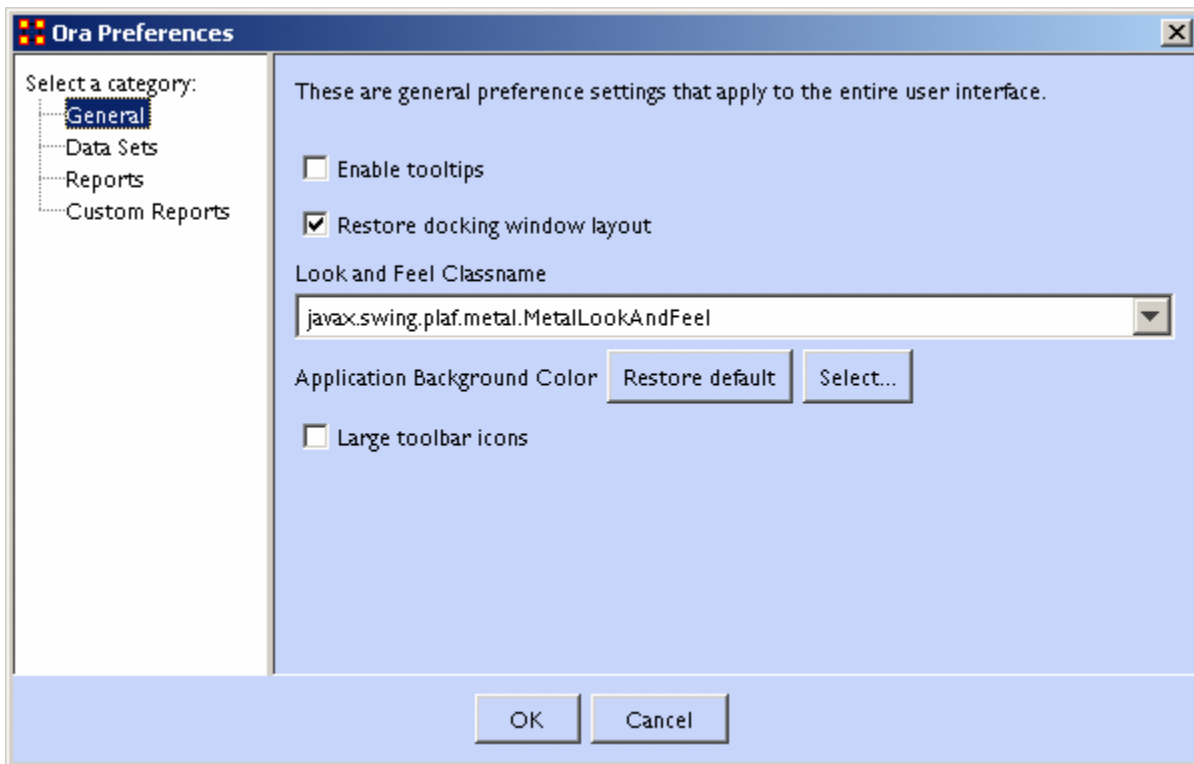 Ora Preferences
Select a category:
General
Data Sets
Reports
Custom Reports
These are general preference settings that apply to the entire user interface.
Enable tooltips
Restore docking window layout
Look and Feel Classname
javax.swing.plaf.metal.MetalLookAndFeel
Application Background Color Restore default Select...
Large toolbar icons
OK Cancel